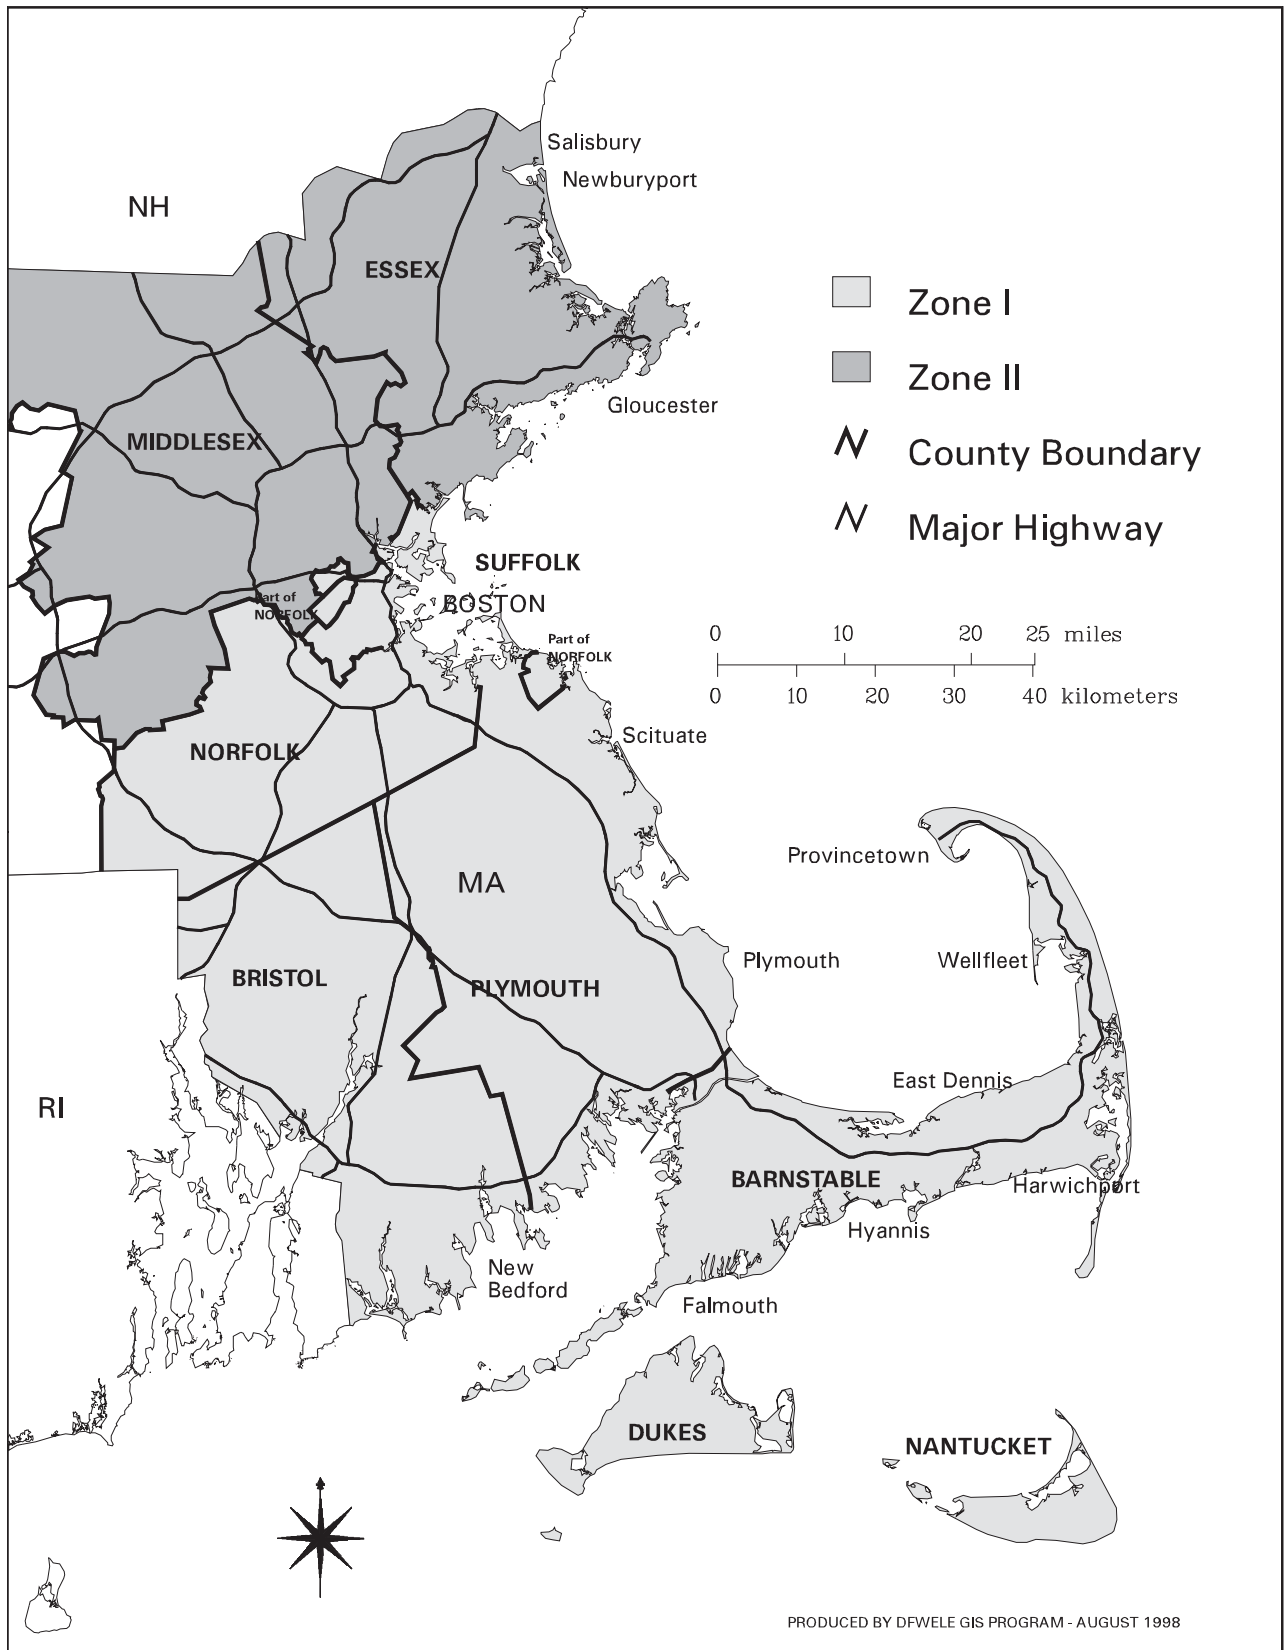 Salisbury
Newburyport
NH
ESSEX
Zone I
Zone II
Gloucester
MIDDLESEX
County Boundary
Major Highway
SUFFOLK
Part of
NORFOLK
BOSTON
Part of
NORFOLK
0 10 20 25 miles
0 10 20 30 40 kilometers
Scituate
NORFOLK
Provincetown
MA
Plymouth
Wellfleet
BRISTOL
PLYMOUTH
East Dennis
RI
BARNSTABLE
Harwichport
Hyannis
New
Bedford
Falmouth
DUKES
NANTUCKET
PRODUCED BY DFWELE GIS PROGRAM - AUGUST 1998